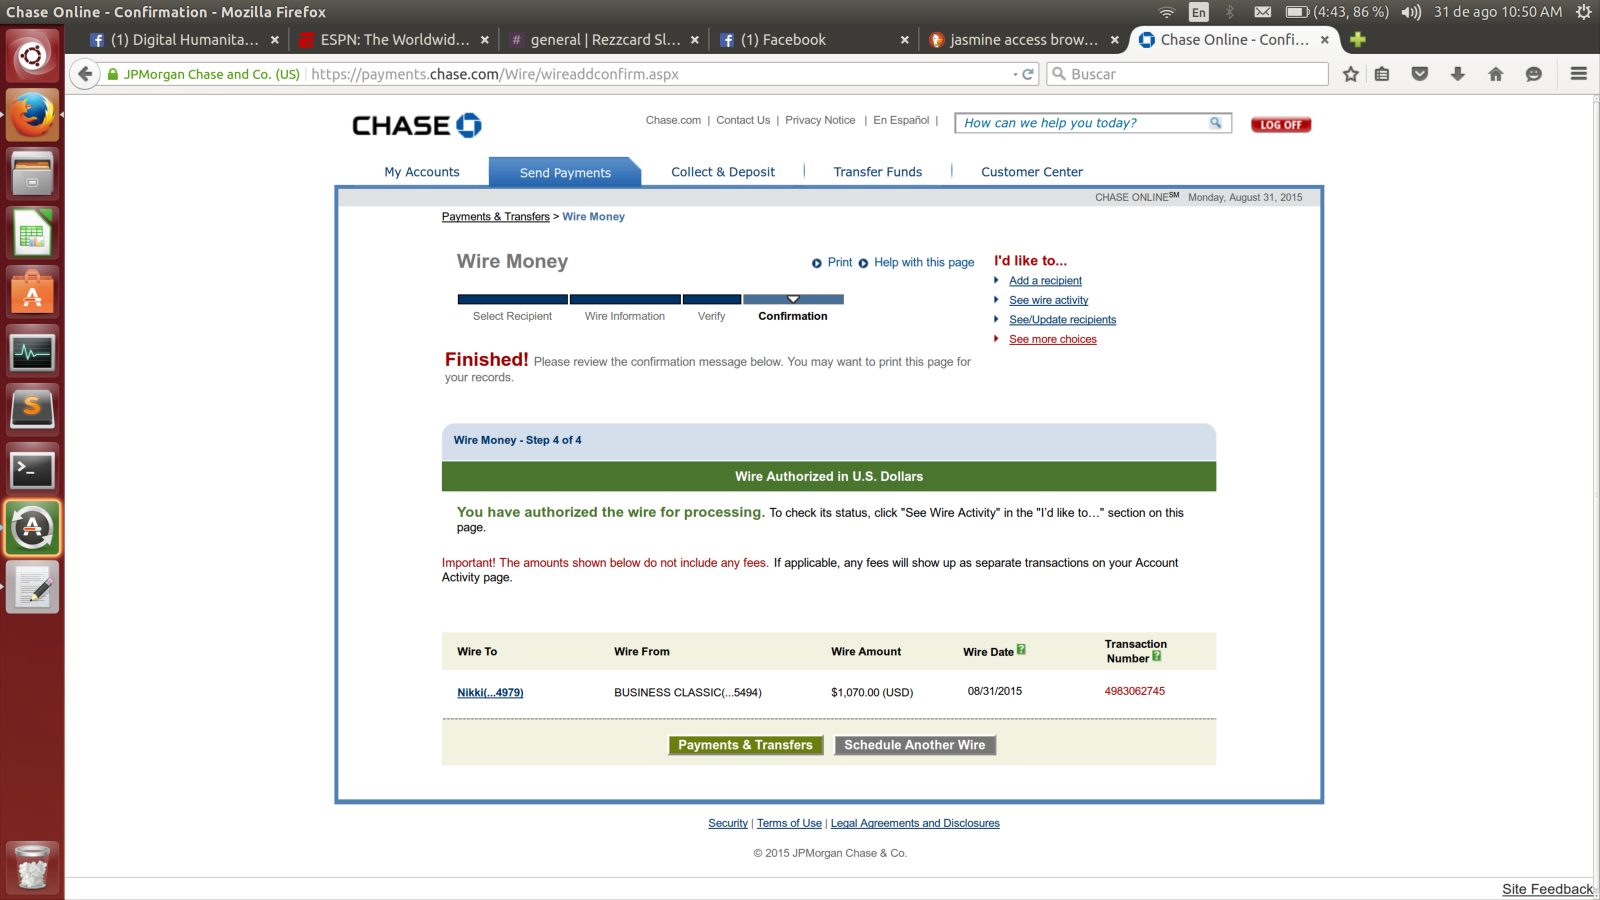 Chase Online - Confirmation - Mozilla Firefox
En
(4:43, 86 %)
31 de ago 10:50 AM
(1) Digital Humanita...
ESPN: The Worldwid...
# general | Rezzcard Sl...
(1) Facebook
jasmine access brow...
Chase Online - Confi...
JPMorgan Chase and Co. (US)
https://payments.chase.com/Wire/wireaddconfirm.aspx
Buscar
CHASE
Chase.com | Contact Us | Privacy Notice | En Español |
How can we help you today?
LOG OFF
My Accounts
Send Payments
Collect & Deposit
Transfer Funds
Customer Center
CHASE ONLINE℠ Monday, August 31, 2015
Payments & Transfers > Wire Money
Wire Money
Print
Help with this page
I'd like to...
Add a recipient
See wire activity
See/Update recipients
See more choices
Select Recipient
Wire Information
Verify
Confirmation
Finished! Please review the confirmation message below. You may want to print this page for
your records.
Wire Money - Step 4 of 4
Wire Authorized in U.S. Dollars
You have authorized the wire for processing. To check its status, click "See Wire Activity" in the "I'd like to..." section on this
page.
Important! The amounts shown below do not include any fees. If applicable, any fees will show up as separate transactions on your Account
Activity page.
Wire To
Wire From
Wire Amount
Wire Date ?
Transaction
Number ?
Nikki(...4979)
BUSINESS CLASSIC(...5494)
$1,070.00 (USD)
08/31/2015
4983062745
Payments & Transfers
Schedule Another Wire
Security | Terms of Use | Legal Agreements and Disclosures
© 2015 JPMorgan Chase & Co.
Site Feedback